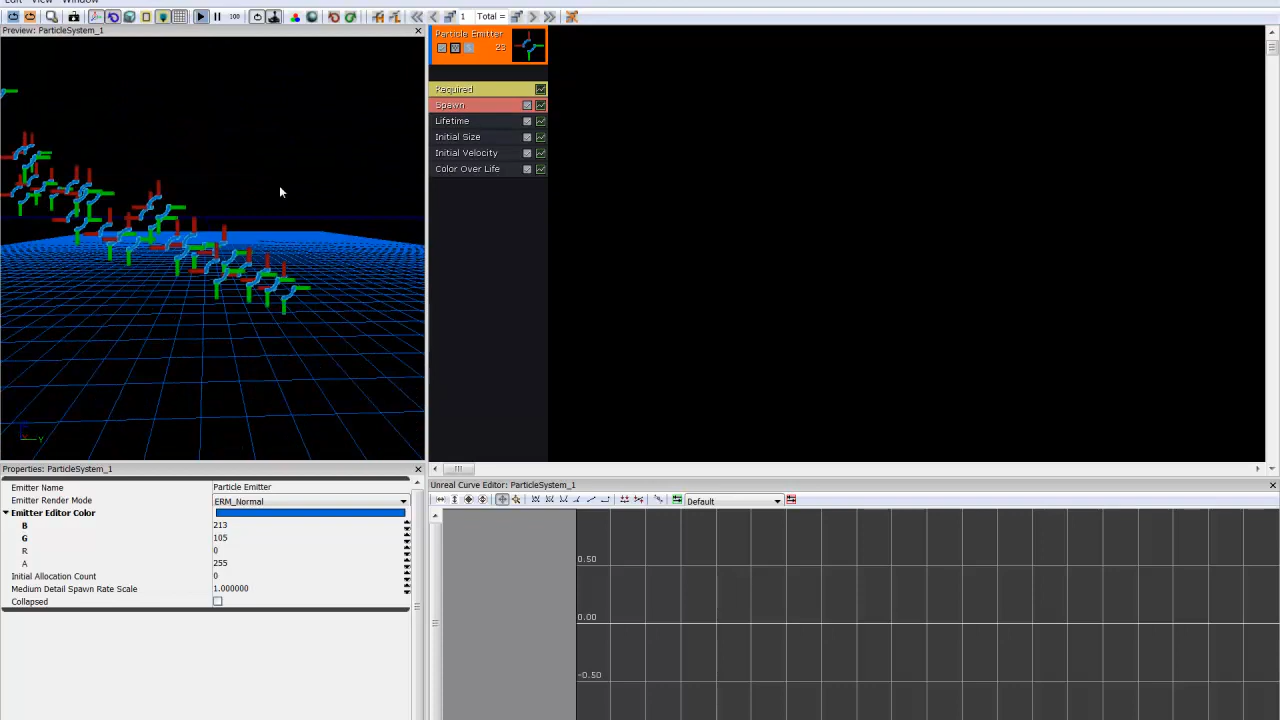 Edit View Window
100 1 Total =
Preview: ParticleSystem_1
Particle Emitter
23
Required
Spawn
Lifetime
Initial Size
Initial Velocity
Color Over Life
Y
Properties: ParticleSystem_1
Emitter Name Particle Emitter
Emitter Render Mode ERM_Normal
Emitter Editor Color
B 213
G 105
R 0
A 255
Initial Allocation Count 0
Medium Detail Spawn Rate Scale 1.000000
Collapsed
Unreal Curve Editor: ParticleSystem_1
Default
0.50
0.00
-0.50